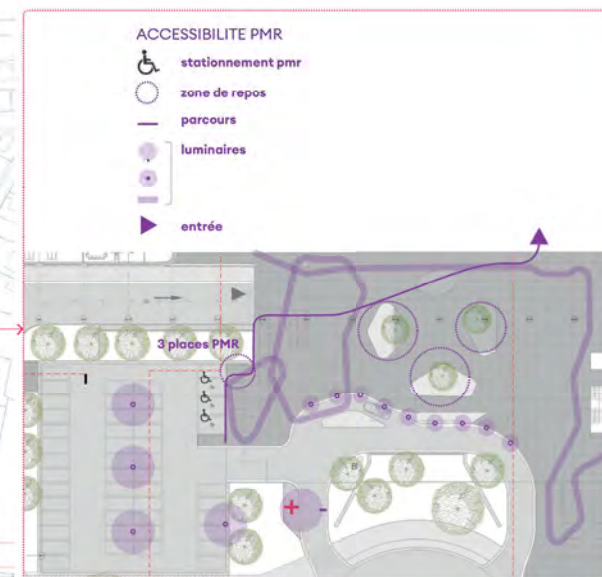 ACCESSIBILITE PMR
stationnement pmr
zone de repos
parcours
luminaires
entrée
3 places PMR
+
-